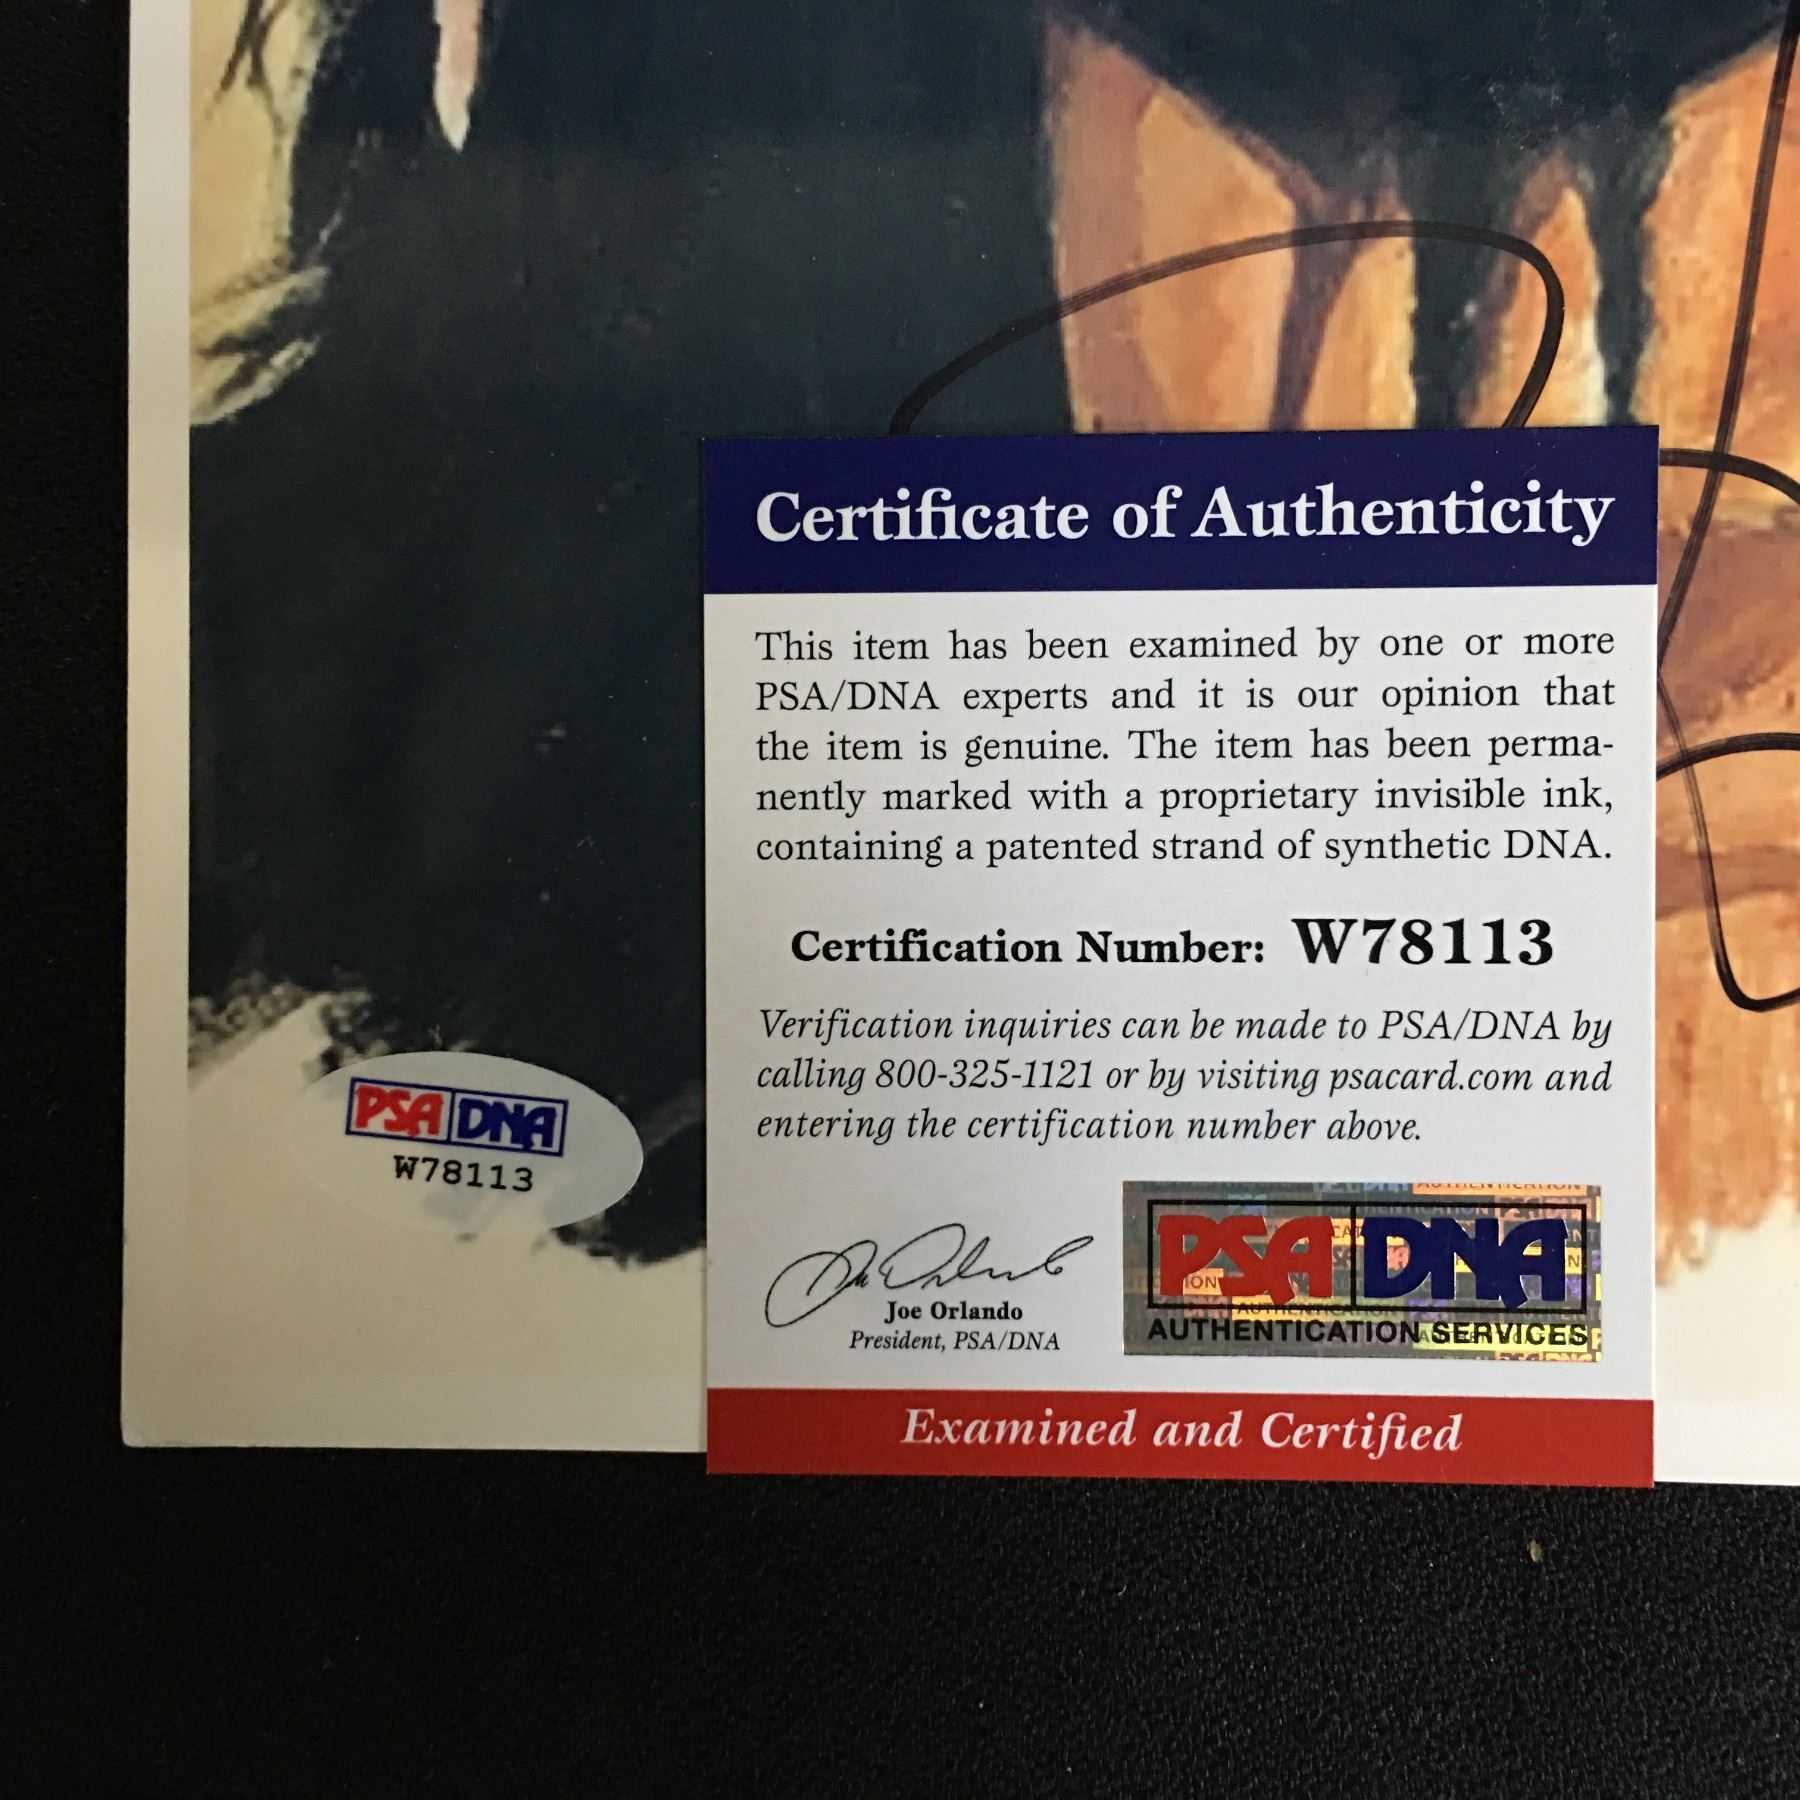 Certificate of Authenticity
This item has been examined by one or more
PSA/DNA experts and it is our opinion that
the item is genuine. The item has been perma-
nently marked with a proprietary invisible ink,
containing a patented strand of synthetic DNA.
Certification Number: W78113
Verification inquiries can be made to PSA/DNA by
calling 800-325-1121 or by visiting psacard.com and
entering the certification number above.
PSA DNA
W78113
Joe Orlando
President, PSA/DNA
PSA DNA
AUTHENTICATION SERVICES
Examined and Certified